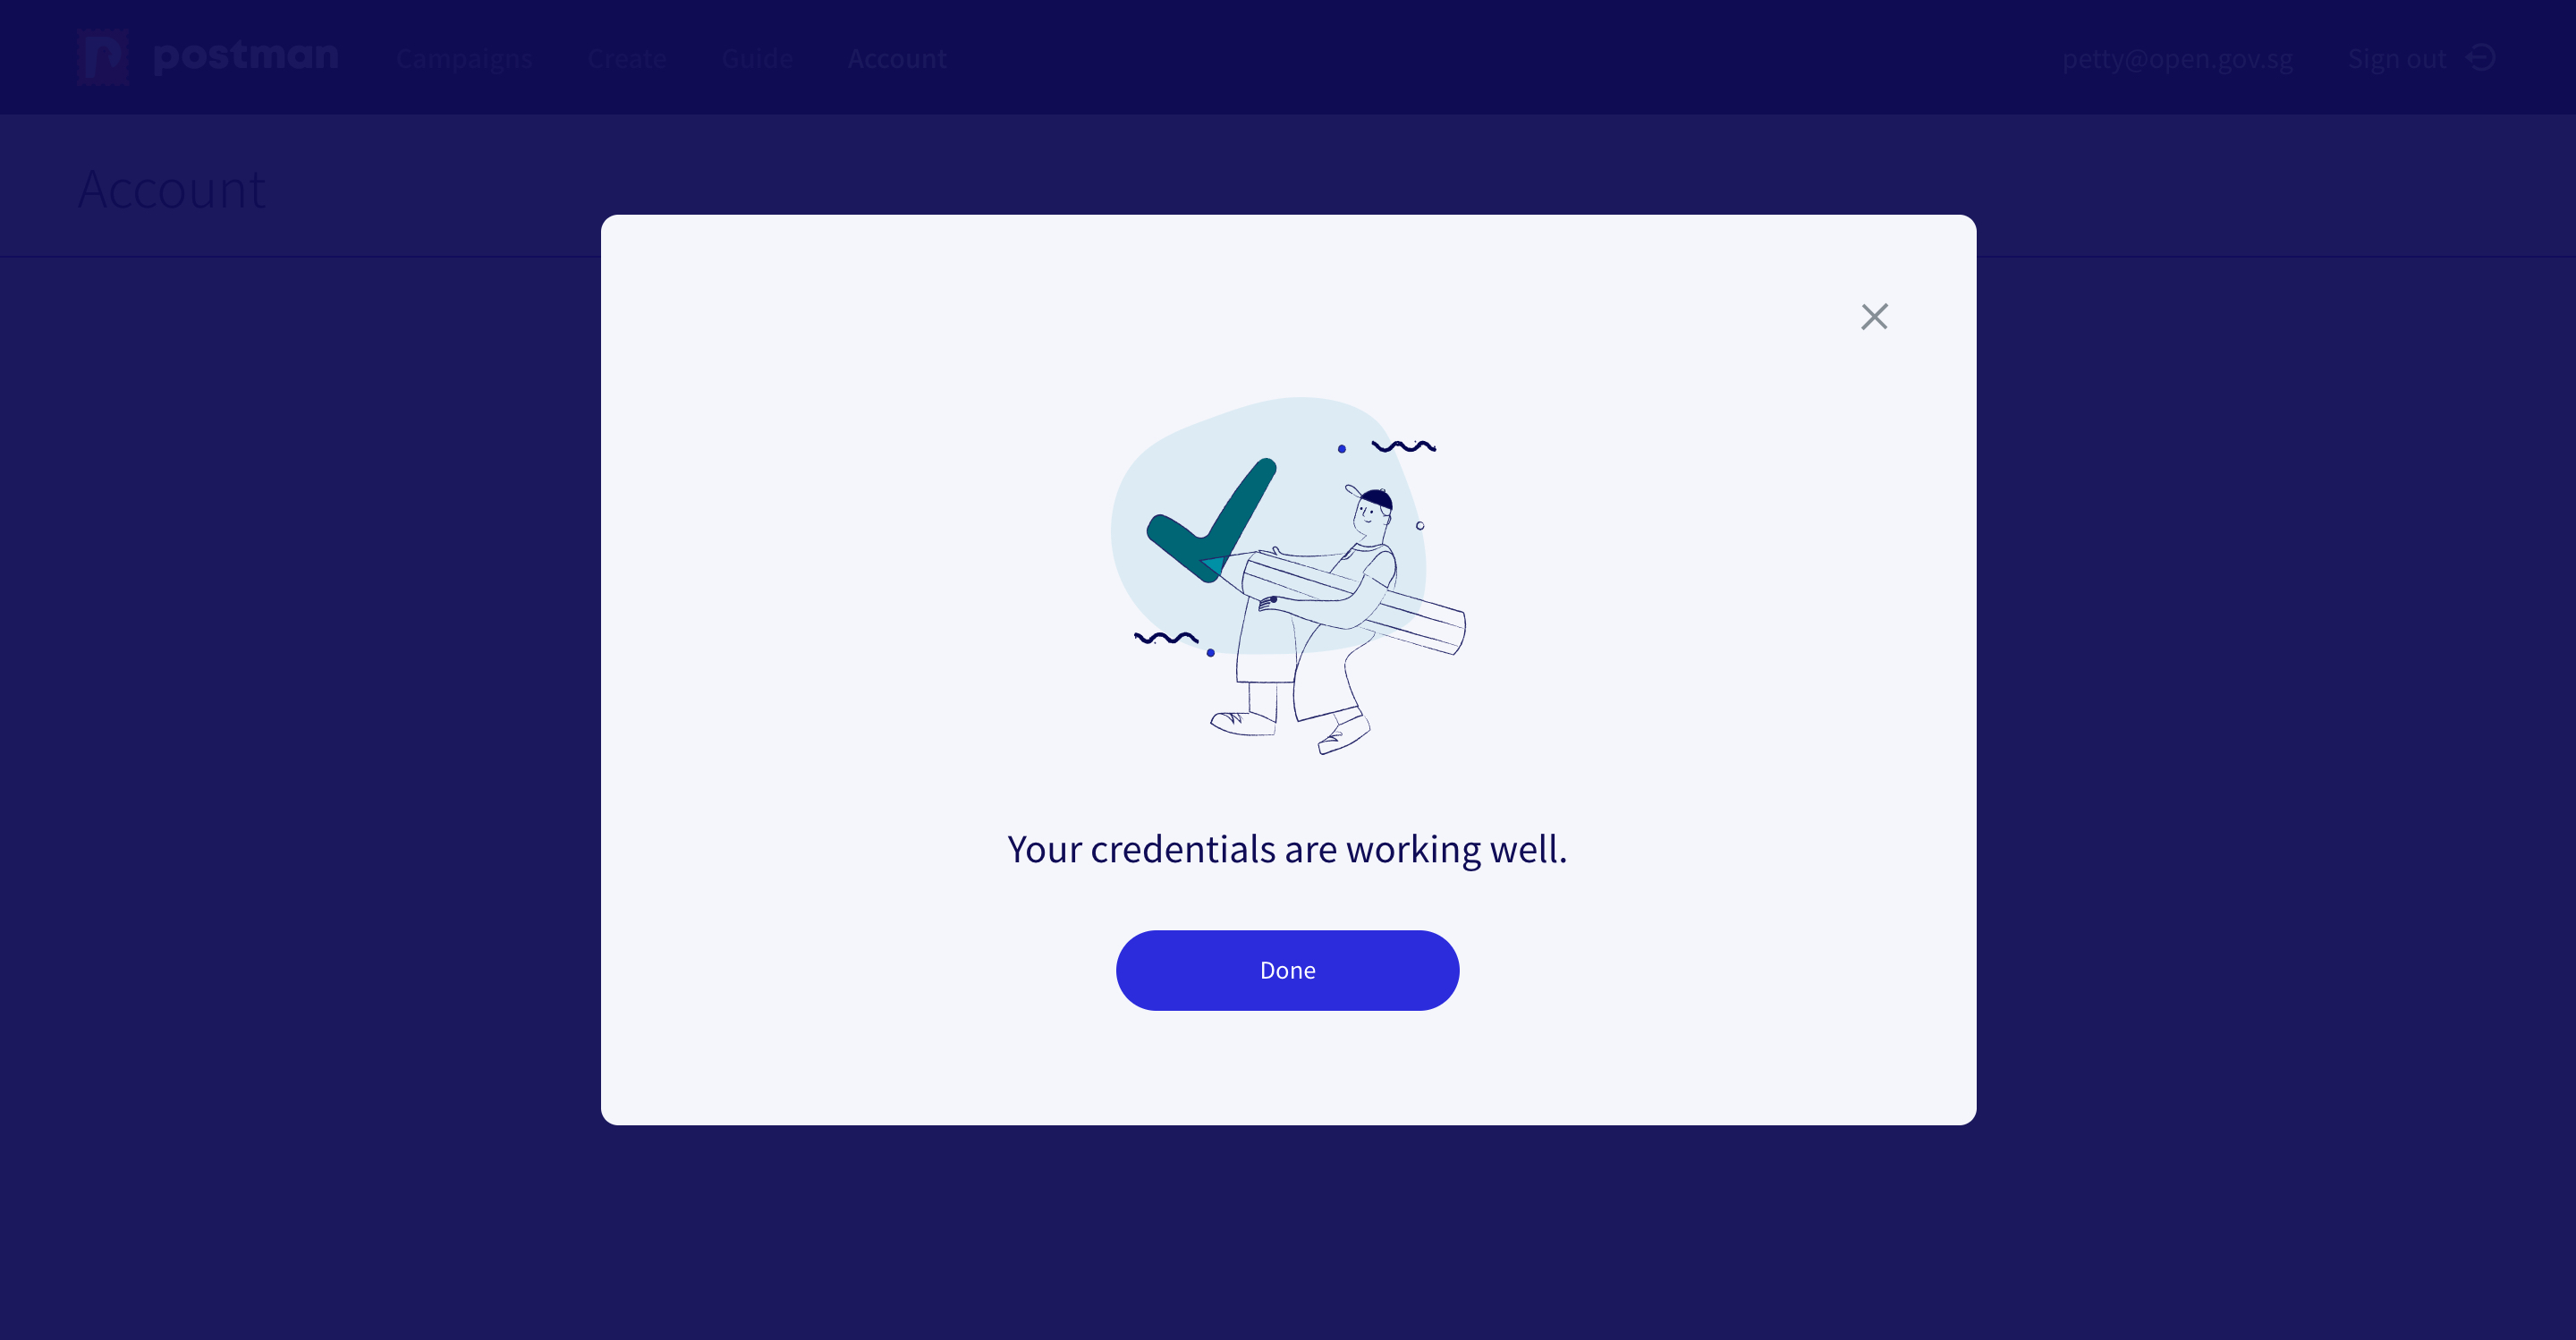 postman
Campaigns
Create
Guide
Account
petty@open.gov.sg
Sign out
Account
Your credentials are working well.
Done